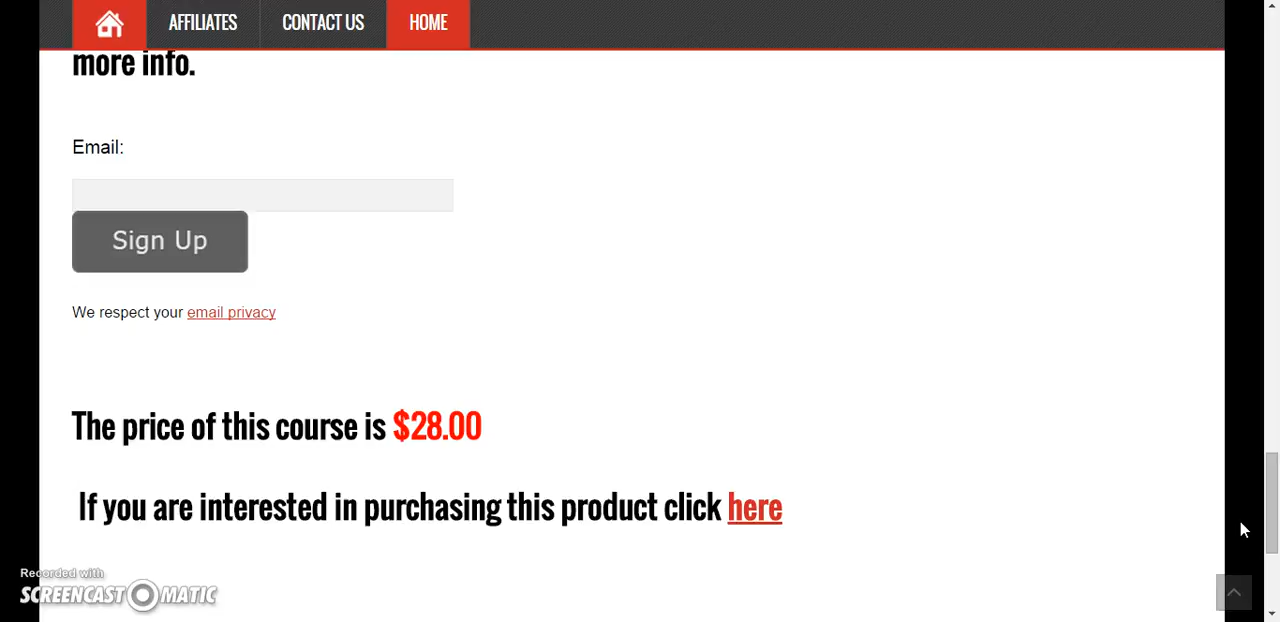 AFFILIATES CONTACT US HOME
more info.
Email:
Sign Up
We respect your email privacy
The price of this course is $28.00
If you are interested in purchasing this product click here
Recorded with
SCREENCAST-O-MATIC